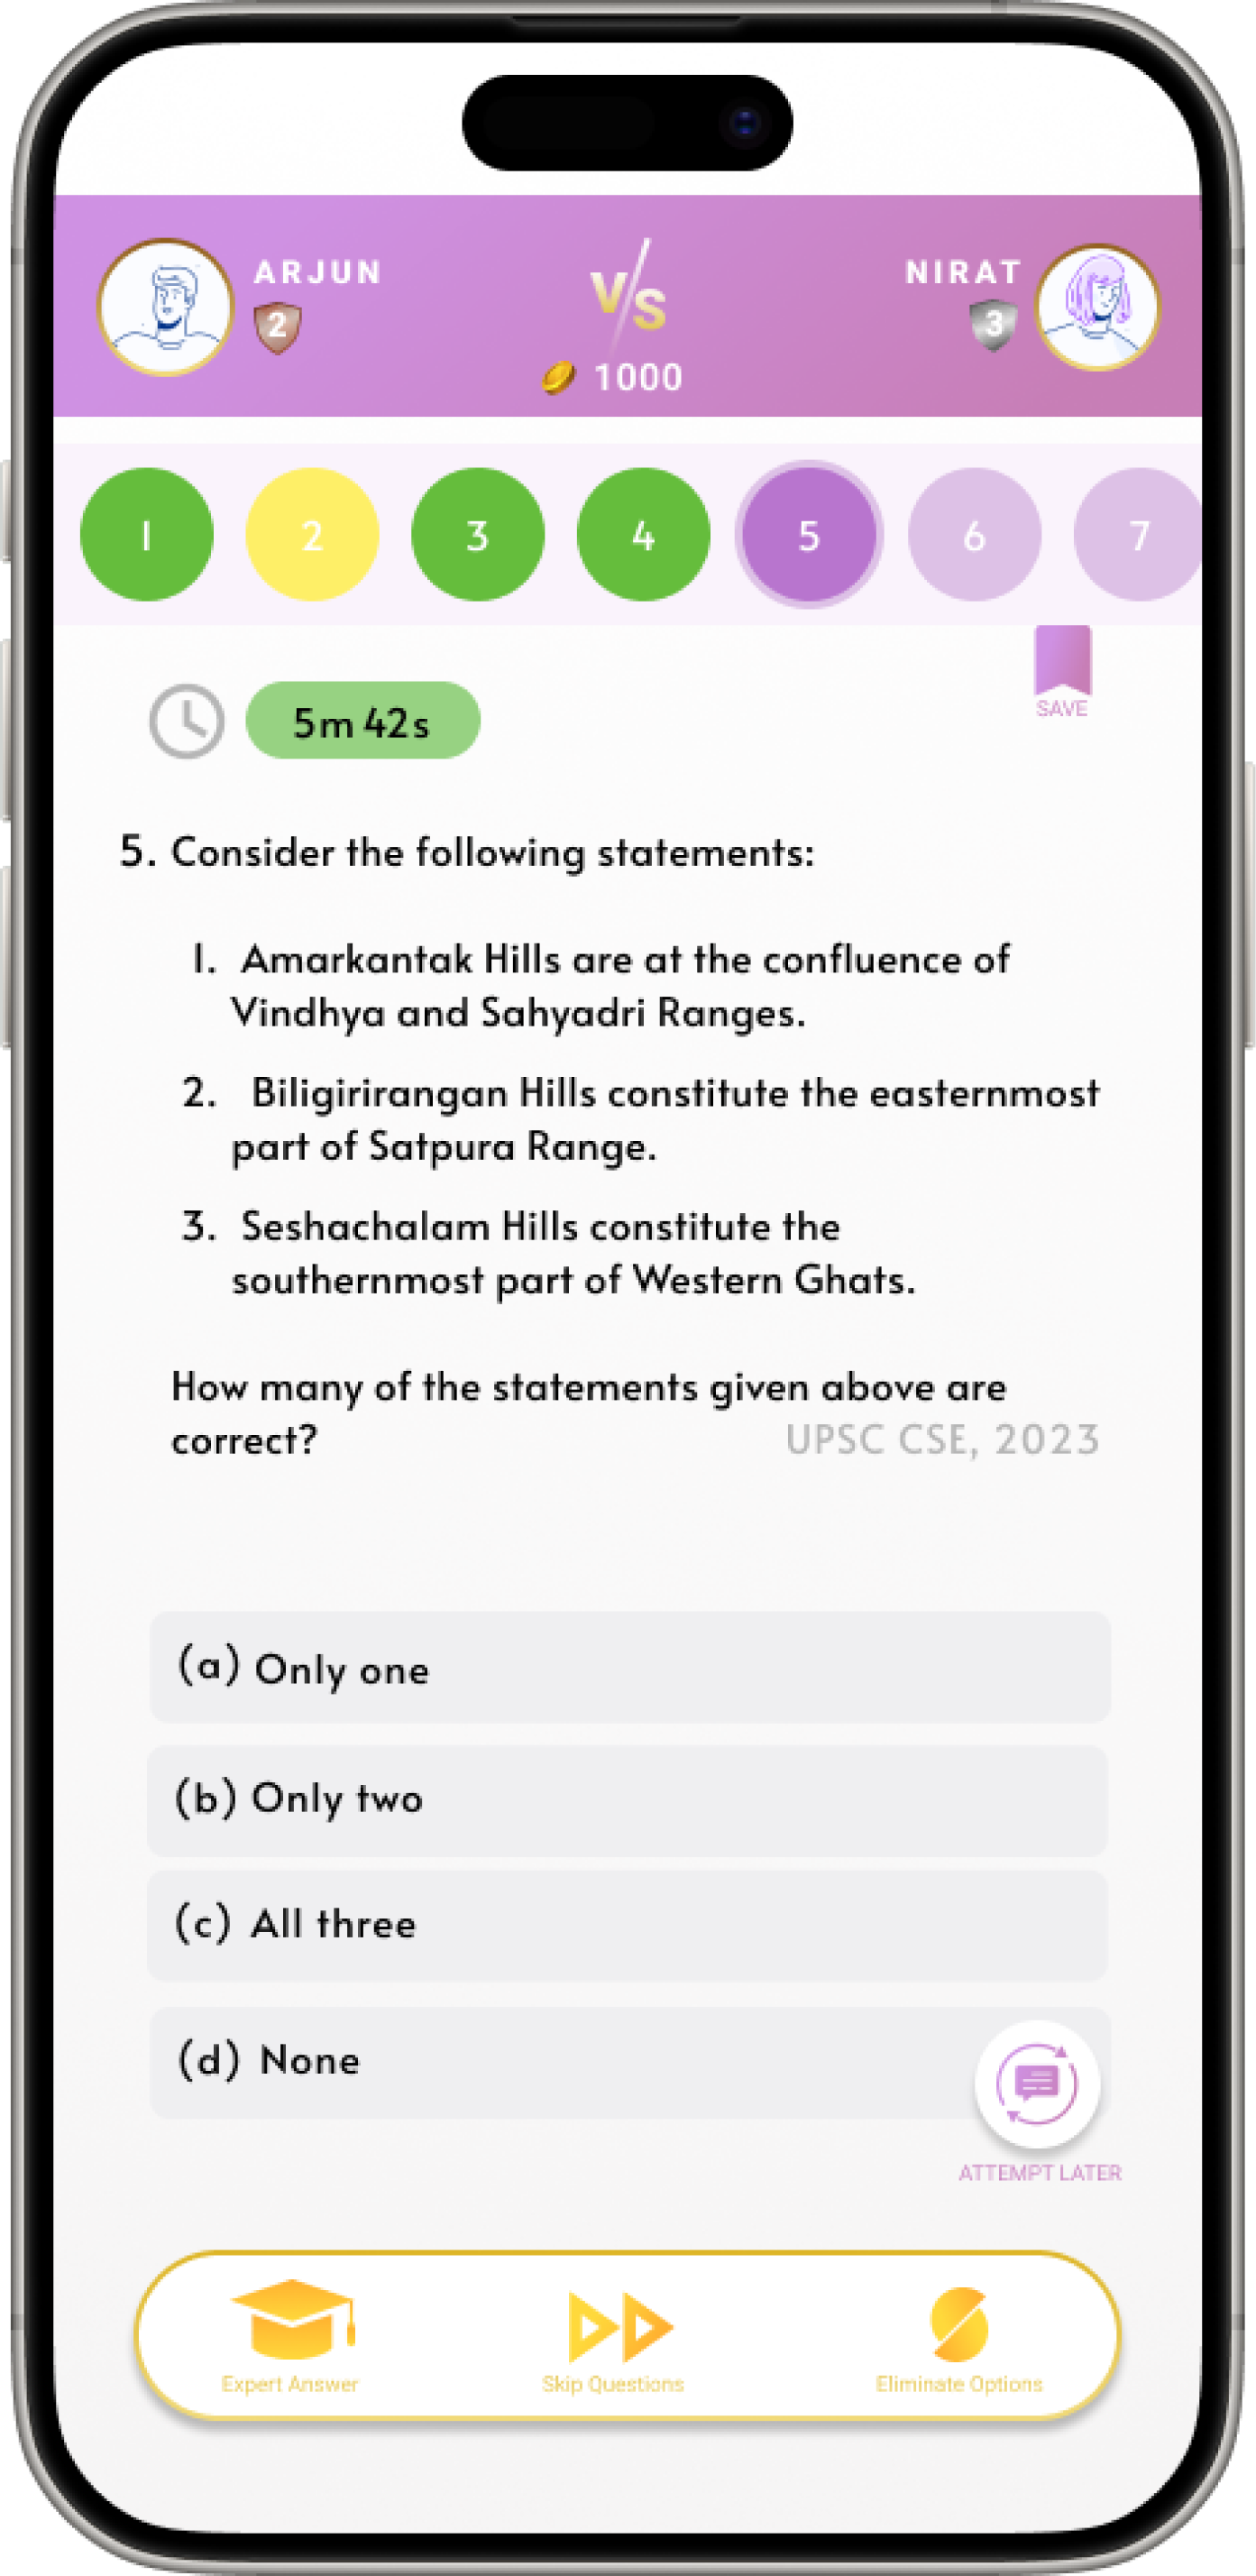 ARJUN
2
V/S
1000
NIRAT
3
1 2 3 4 5 6 7
5m 42s
SAVE
5. Consider the following statements:
1. Amarkantak Hills are at the confluence of
Vindhya and Sahyadri Ranges.
2. Biligirirangan Hills constitute the easternmost
part of Satpura Range.
3. Seshachalam Hills constitute the
southernmost part of Western Ghats.
How many of the statements given above are
correct?
UPSC CSE, 2023
(a) Only one
(b) Only two
(c) All three
(d) None
ATTEMPT LATER
Expert Answer
Skip Questions
Eliminate Options